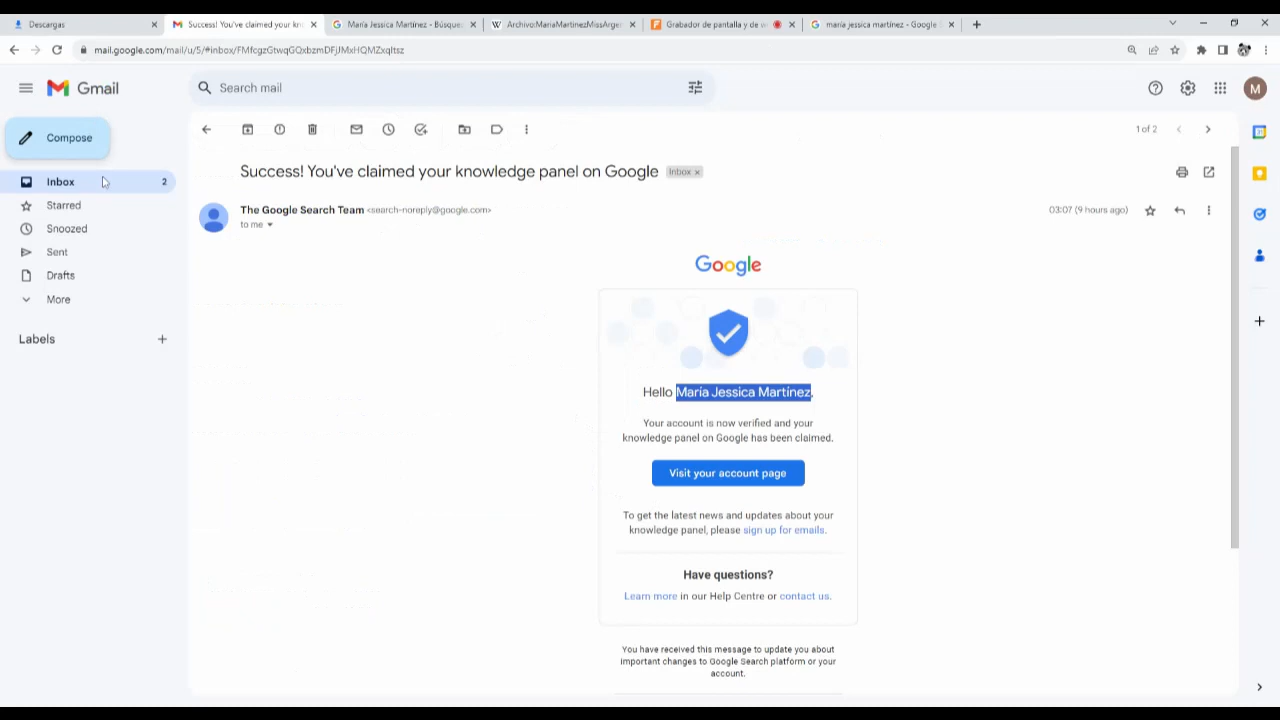 Descargas
Success! You've claimed your kn
María Jessica Martínez - Búsque
Archivo:MariaMartinezMissArge
Grabador de pantalla y de w
maría jessica martínez - Google
mail.google.com/mail/u/5/#inbox/FMfcgzGtwqGQxbzmDFjJMxHQMZxqltsz
Gmail
Search mail
M
Compose
1 of 2
Inbox 2
Starred
Snoozed
Sent
Drafts
More
Labels
Success! You've claimed your knowledge panel on Google Inbox x
The Google Search Team <search-noreply@google.com>
03:07 (9 hours ago)
to me
Google
Hello María Jessica Martínez,
Your account is now verified and your
knowledge panel on Google has been claimed.
Visit your account page
To get the latest news and updates about your
knowledge panel, please sign up for emails.
Have questions?
Learn more in our Help Centre or contact us.
You have received this message to update you about
important changes to Google Search platform or your
account.